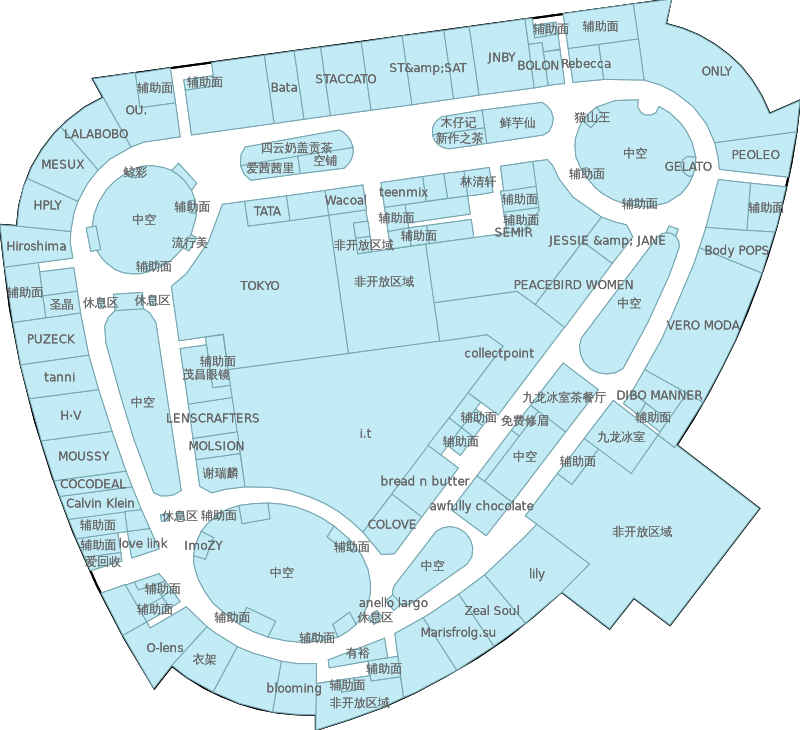 辅助面
辅助面
ONLY
JNBY
BOLON
Rebecca
ST&amp;SAT
STACCATO
辅助面
辅助面
Bata
OU.
LALABOBO
MESUX
木仔记
新作之茶
鲜芋仙
猫山王
中空
GELATO
PEOLEO
四云奶盖贡茶
爱茜茜里
空铺
鲸彩
HPLY
中空
辅助面
流行美
辅助面
Hiroshima
TATA
Wacoal
teenmix
林清轩
辅助面
辅助面
辅助面
辅助面
辅助面
SEMIR
辅助面
辅助面
非开放区域
JESSIE &amp; JANE
Body POPS
TOKYO
非开放区域
PEACEBIRD WOMEN
中空
VERO MODA
辅助面
圣晶
休息区
休息区
PUZECK
tanni
H·V
MOUSSY
COCODEAL
Calvin Klein
中空
辅助面
茂昌眼镜
LENSCRAFTERS
MOLSION
谢瑞麟
i.t
collectpoint
九龙冰室茶餐厅
DIBO MANNER
辅助面
辅助面
免费修眉
九龙冰室
辅助面
中空
辅助面
bread n butter
awfully chocolate
COLOVE
非开放区域
辅助面
辅助面
love link
爱回收
休息区
辅助面
ImoZY
辅助面
中空
中空
lily
辅助面
辅助面
辅助面
辅助面
anello largo
休息区
Zeal Soul
Marisfrolg.su
O-lens
衣架
有裕
辅助面
blooming
辅助面
非开放区域